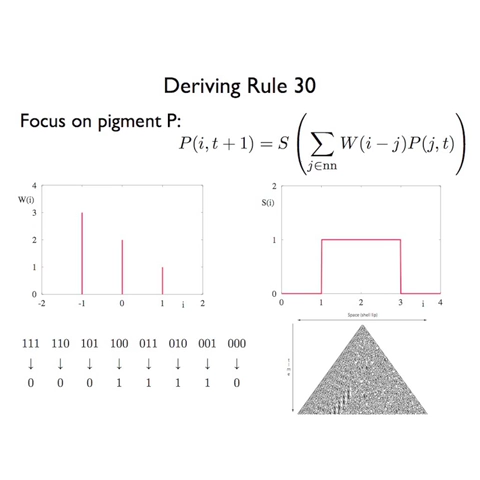 Deriving Rule 30
Focus on pigment P:
P(i, t + 1) = S ( ∑ W(i − j)P(j, t) )
j∈nn
4
W(i)
3
2
1
0
-2 -1 0 1 i 2
2
S(i)
1
0
0 1 2 3 i 4
111 110 101 100 011 010 001 000
↓ ↓ ↓ ↓ ↓ ↓ ↓ ↓
0 0 0 1 1 1 1 0
Space (shell lip)
time